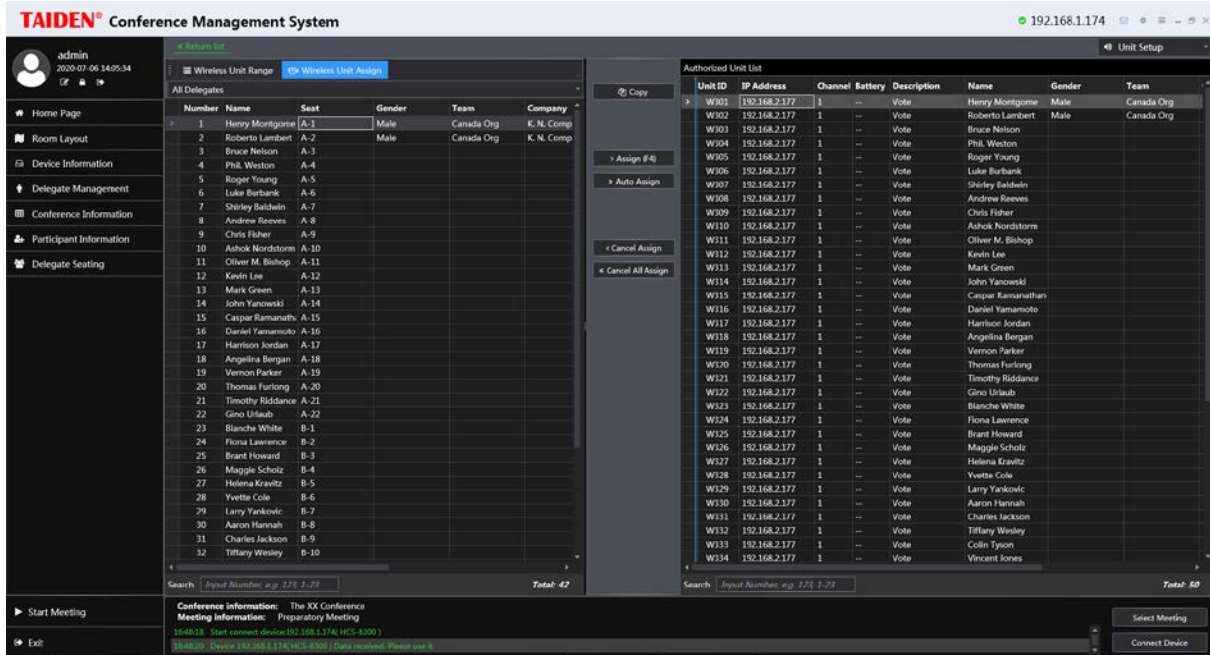 TAIDEN® Conference Management System
192.168.1.174
admin
2020-07-06 14:05:34
Home Page
Room Layout
Device Information
Delegate Management
Conference Information
Participant Information
Delegate Seating
Start Meeting
Exit
« Return list
Unit Setup
Wireless Unit Range Wireless Unit Assign
All Delegates
Number Name Seat Gender Team Company
1 Henry Montgome A-1 Male Canada Org K. N. Comp
2 Roberto Lambert A-2 Male Canada Org K. N. Comp
3 Bruce Nelson A-3
4 Phil. Weston A-4
5 Roger Young A-5
6 Luke Burbank A-6
7 Shirley Baldwin A-7
8 Andrew Reeves A-8
9 Chris Fisher A-9
10 Ashok Nordstorm A-10
11 Oliver M. Bishop A-11
12 Kevin Lee A-12
13 Mark Green A-13
14 John Yanowski A-14
15 Caspar Ramanath A-15
16 Daniel Yamamoto A-16
17 Harrison Jordan A-17
18 Angelina Bergan A-18
19 Vernon Parker A-19
20 Thomas Furlong A-20
21 Timothy Riddance A-21
22 Gino Urlaub A-22
23 Blanche White B-1
24 Fiona Lawrence B-2
25 Brant Howard B-3
26 Maggie Scholz B-4
27 Helena Kravitz B-5
28 Yvette Cole B-6
29 Larry Yankovic B-7
30 Aaron Hannah B-8
31 Charles Jackson B-9
32 Tiffany Wesley B-10
Search Input Number, e.g. 123, 1-23 Total: 42
Copy
> Assign (F4)
» Auto Assign
< Cancel Assign
« Cancel All Assign
Authorized Unit List
Unit ID IP Address Channel Battery Description Name Gender Team
W301 192.168.2.177 1 -- Vote Henry Montgome Male Canada Org
W302 192.168.2.177 1 -- Vote Roberto Lambert Male Canada Org
W303 192.168.2.177 1 -- Vote Bruce Nelson
W304 192.168.2.177 1 -- Vote Phil. Weston
W305 192.168.2.177 1 -- Vote Roger Young
W306 192.168.2.177 1 -- Vote Luke Burbank
W307 192.168.2.177 1 -- Vote Shirley Baldwin
W308 192.168.2.177 1 -- Vote Andrew Reeves
W309 192.168.2.177 1 -- Vote Chris Fisher
W310 192.168.2.177 1 -- Vote Ashok Nordstorm
W311 192.168.2.177 1 -- Vote Oliver M. Bishop
W312 192.168.2.177 1 -- Vote Kevin Lee
W313 192.168.2.177 1 -- Vote Mark Green
W314 192.168.2.177 1 -- Vote John Yanowski
W315 192.168.2.177 1 -- Vote Caspar Ramanathan
W316 192.168.2.177 1 -- Vote Daniel Yamamoto
W317 192.168.2.177 1 -- Vote Harrison Jordan
W318 192.168.2.177 1 -- Vote Angelina Bergan
W319 192.168.2.177 1 -- Vote Vernon Parker
W320 192.168.2.177 1 -- Vote Thomas Furlong
W321 192.168.2.177 1 -- Vote Timothy Riddance
W322 192.168.2.177 1 -- Vote Gino Urlaub
W323 192.168.2.177 1 -- Vote Blanche White
W324 192.168.2.177 1 -- Vote Fiona Lawrence
W325 192.168.2.177 1 -- Vote Brant Howard
W326 192.168.2.177 1 -- Vote Maggie Scholz
W327 192.168.2.177 1 -- Vote Helena Kravitz
W328 192.168.2.177 1 -- Vote Yvette Cole
W329 192.168.2.177 1 -- Vote Larry Yankovic
W330 192.168.2.177 1 -- Vote Aaron Hannah
W331 192.168.2.177 1 -- Vote Charles Jackson
W332 192.168.2.177 1 -- Vote Tiffany Wesley
W333 192.168.2.177 1 -- Vote Colin Tyson
W334 192.168.2.177 1 -- Vote Vincent Jones
Search Input Number, e.g. 123, 1-23 Total: 50
Conference information: The XX Conference
Meeting information: Preparatory Meeting
16:48:18 Start connect device:192.168.1.174( HCS-8300 )
16:48:20 Device 192.168.1.174( HCS-8300 ) Data received. Please use it.
Select Meeting
Connect Device